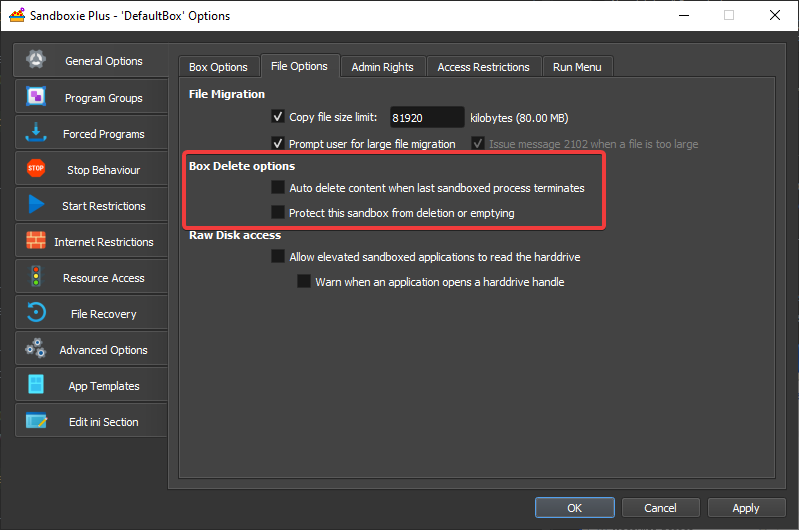 Sandboxie Plus - 'DefaultBox' Options
General Options
Program Groups
Forced Programs
STOP
Stop Behaviour
Start Restrictions
Internet Restrictions
Resource Access
File Recovery
Advanced Options
App Templates
Edit ini Section
Box Options File Options Admin Rights Access Restrictions Run Menu
File Migration
Copy file size limit: 81920 kilobytes (80.00 MB)
Prompt user for large file migration Issue message 2102 when a file is too large
Box Delete options
Auto delete content when last sandboxed process terminates
Protect this sandbox from deletion or emptying
Raw Disk access
Allow elevated sandboxed applications to read the harddrive
Warn when an application opens a harddrive handle
OK Cancel Apply